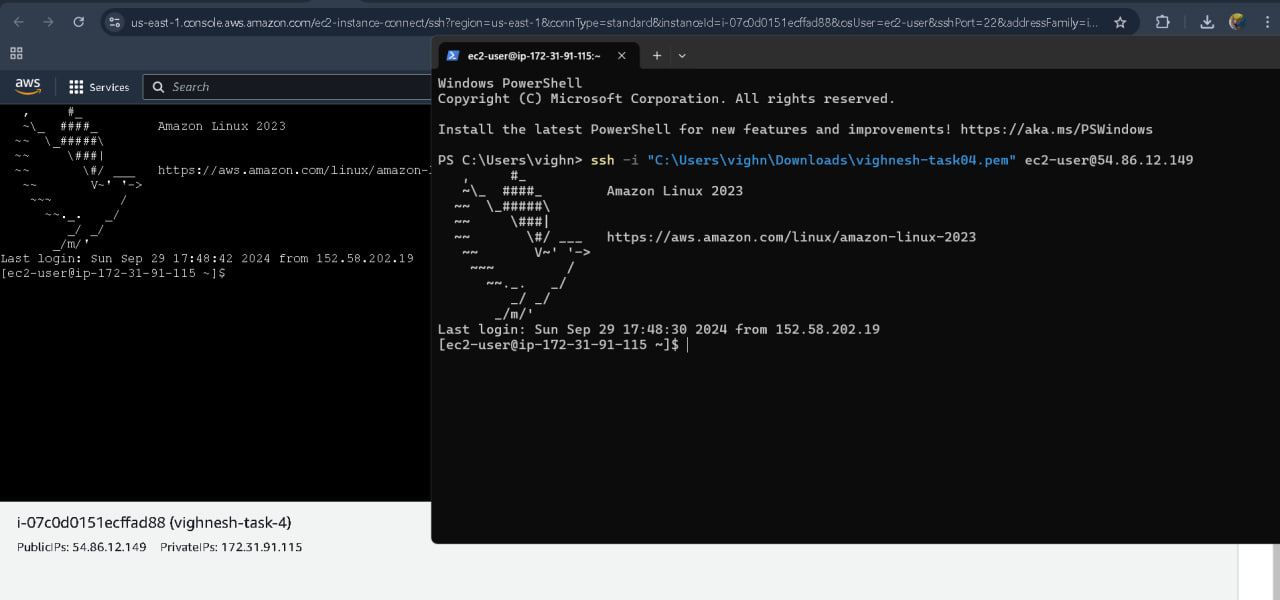 us-east-1.console.aws.amazon.com/ec2-instance-connect/ssh?region=us-east-1&connType=standard&instanceId=i-07c0d0151ecffad88&osUser=ec2-user&sshPort=22&addressFamily=i...
aws
Services
Search
  ,     #_
  ~\_  ####_        Amazon Linux 2023
 ~~  \_#####\
 ~~     \###|
 ~~       \#/ ___   https://aws.amazon.com/linux/amazon-l
  ~~       V~' '->
   ~~~         /
     ~~._.   _/
        _/ _/
      _/m/'
Last login: Sun Sep 29 17:48:42 2024 from 152.58.202.19
[ec2-user@ip-172-31-91-115 ~]$
i-07c0d0151ecffad88 (vighnesh-task-4)
PublicIPs: 54.86.12.149 PrivateIPs: 172.31.91.115
ec2-user@ip-172-31-91-115:~
Windows PowerShell
Copyright (C) Microsoft Corporation. All rights reserved.
Install the latest PowerShell for new features and improvements! https://aka.ms/PSWindows
PS C:\Users\vighn> ssh -i "C:\Users\vighn\Downloads\vighnesh-task04.pem" ec2-user@54.86.12.149
   ,     #_
   ~\_  ####_        Amazon Linux 2023
  ~~  \_#####\
  ~~     \###|
  ~~       \#/ ___   https://aws.amazon.com/linux/amazon-linux-2023
   ~~       V~' '->
    ~~~         /
      ~~._.   _/
         _/ _/
       _/m/'
Last login: Sun Sep 29 17:48:30 2024 from 152.58.202.19
[ec2-user@ip-172-31-91-115 ~]$